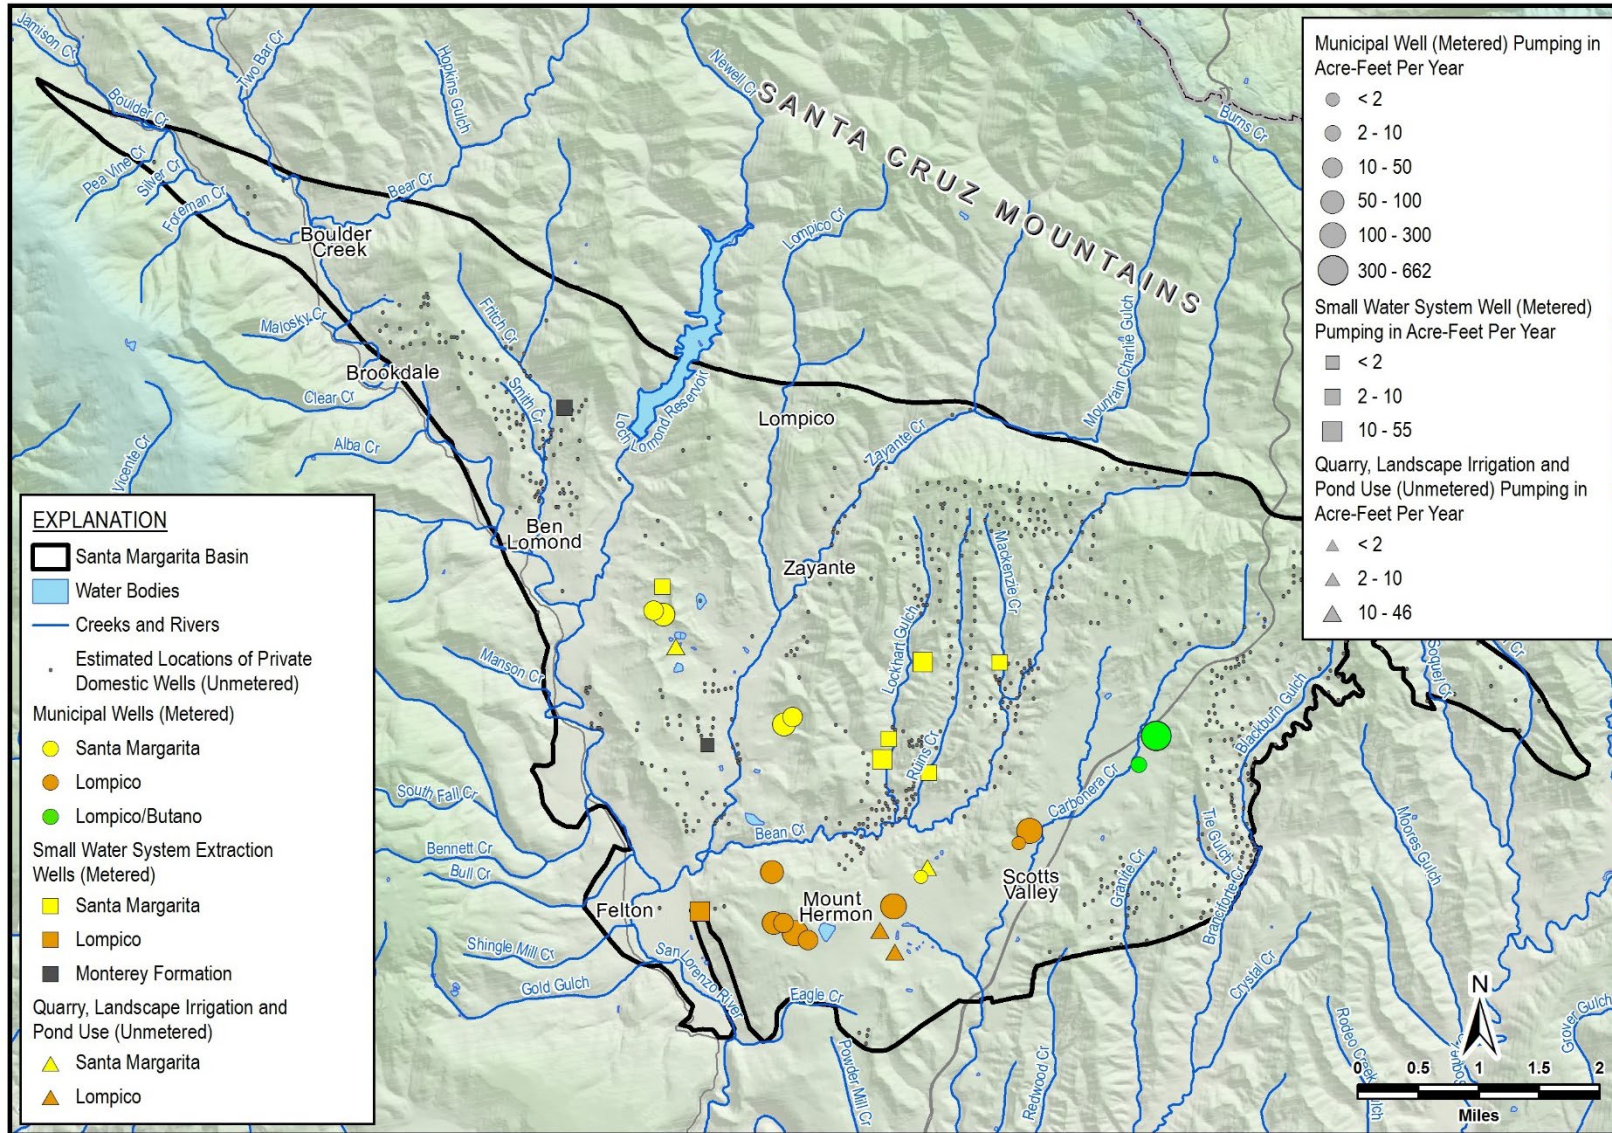 Jamison Cr
Two Bar Cr
Hopkins Gulch
Newell Cr
SANTA CRUZ MOUNTAINS
Burns Cr
Boulder Cr
Pea Vine Cr
Silver Cr
Foreman Cr
Bear Cr
Boulder
Creek
Lompico Cr
Mountain Charlie Gulch
Malosky Cr
Fritch Cr
Brookdale
Clear Cr
Smith Cr
Loch Lomond Reservoir
Lompico
Zayante Cr
Alba Cr
Vicente Cr
Ben
Lomond
Zayante
Mackenzie Cr
Lockhart Gulch
Manson Cr
Ruins Cr
Blackburn Gulch
Soquel Cr
Carbonera Cr
South Fall Cr
Bean Cr
Tie Gulch
Moores Gulch
Bennett Cr
Bull Cr
Granite Cr
Branciforte Cr
Scotts
Valley
Mount
Hermon
Felton
Shingle Mill Cr
San Lorenzo River
Gold Gulch
Eagle Cr
Crystal Cr
Powder Mill Cr
Redwood Cr
Rodeo Creek
Gulch
Grover Gulch
EXPLANATION
Santa Margarita Basin
Water Bodies
Creeks and Rivers
Estimated Locations of Private
Domestic Wells (Unmetered)
Municipal Wells (Metered)
Santa Margarita
Lompico
Lompico/Butano
Small Water System Extraction
Wells (Metered)
Santa Margarita
Lompico
Monterey Formation
Quarry, Landscape Irrigation and
Pond Use (Unmetered)
Santa Margarita
Lompico
Municipal Well (Metered) Pumping in
Acre-Feet Per Year
< 2
2 - 10
10 - 50
50 - 100
100 - 300
300 - 662
Small Water System Well (Metered)
Pumping in Acre-Feet Per Year
< 2
2 - 10
10 - 55
Quarry, Landscape Irrigation and
Pond Use (Unmetered) Pumping in
Acre-Feet Per Year
< 2
2 - 10
10 - 46
N
0 0.5 1 1.5 2
Miles